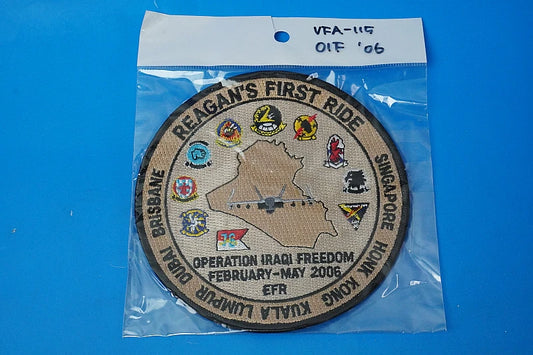 VFA-115
OIF '06
REAGAN'S FIRST RIDE
SINGAPORE HONK KONG KUALA LUMPUR DUBAI BRISBANE
OPERATION IRAQI FREEDOM
FEBRUARY-MAY 2006
EFR